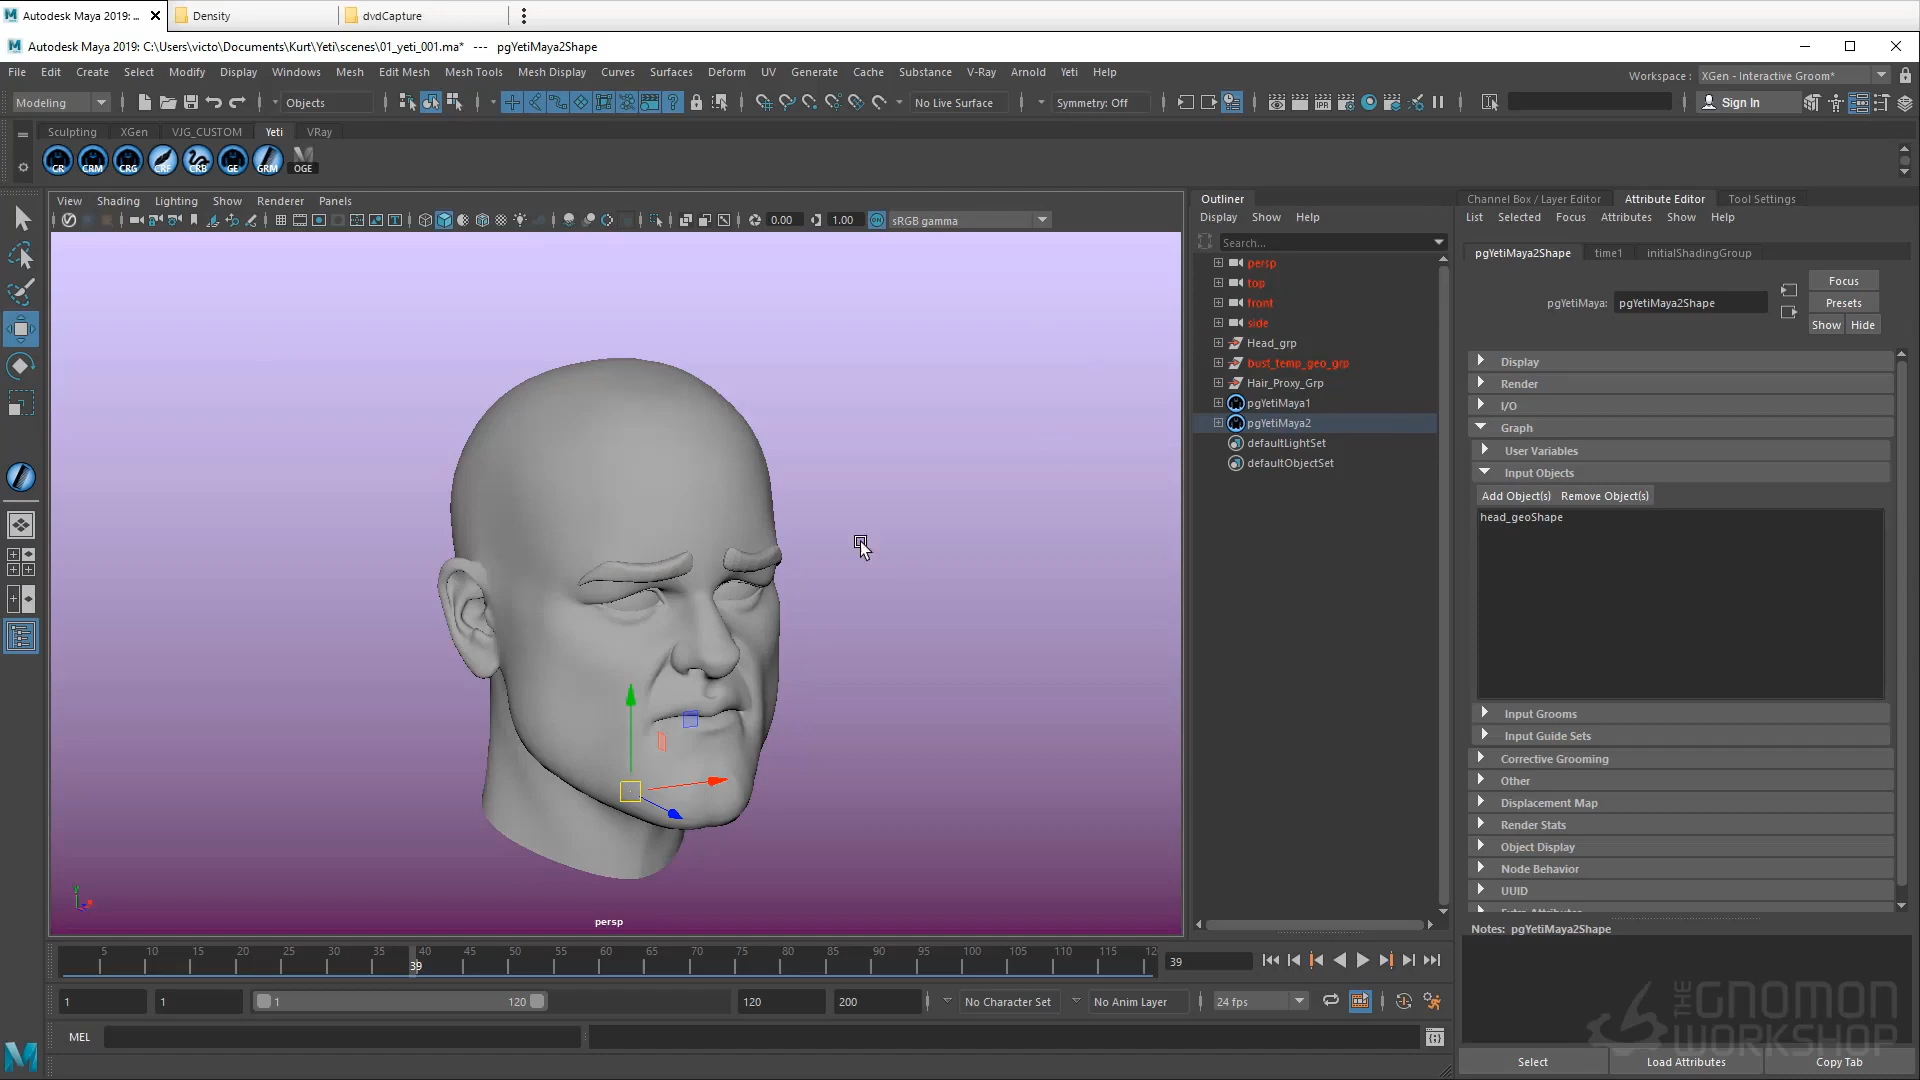 Autodesk Maya 2019: ...
Density
dvdCapture
Autodesk Maya 2019: C:\Users\victo\Documents\Kurt\Yeti\scenes\01_yeti_001.ma* --- pgYetiMaya2Shape
File Edit Create Select Modify Display Windows Mesh Edit Mesh Mesh Tools Mesh Display Curves Surfaces Deform UV Generate Cache Substance V-Ray Arnold Yeti Help
Workspace : XGen - Interactive Groom*
Modeling
Objects
No Live Surface
Symmetry: Off
IPR
Sign In
Sculpting XGen VJG_CUSTOM Yeti VRay
CR CRM CRG CRF CRB GE GRM OGE
View Shading Lighting Show Renderer Panels
0.00 1.00 ON sRGB gamma
persp
Outliner
Display Show Help
Search...
persp
top
front
side
Head_grp
bust_temp_geo_grp
Hair_Proxy_Grp
pgYetiMaya1
pgYetiMaya2
defaultLightSet
defaultObjectSet
Channel Box / Layer Editor Attribute Editor Tool Settings
List Selected Focus Attributes Show Help
pgYetiMaya2Shape time1 initialShadingGroup
Focus
pgYetiMaya: pgYetiMaya2Shape
Presets
Show Hide
Display
Render
I/O
Graph
User Variables
Input Objects
Add Object(s) Remove Object(s)
head_geoShape
Input Grooms
Input Guide Sets
Corrective Grooming
Other
Displacement Map
Render Stats
Object Display
Node Behavior
UUID
Extra Attributes
Notes: pgYetiMaya2Shape
THE GNOMON WORKSHOP
Select Load Attributes Copy Tab
5 10 15 20 25 30 35 40 45 50 55 60 65 70 75 80 85 90 95 100 105 110 115 12
39
39
1 1 1 120 120 200
No Character Set
No Anim Layer
24 fps
MEL